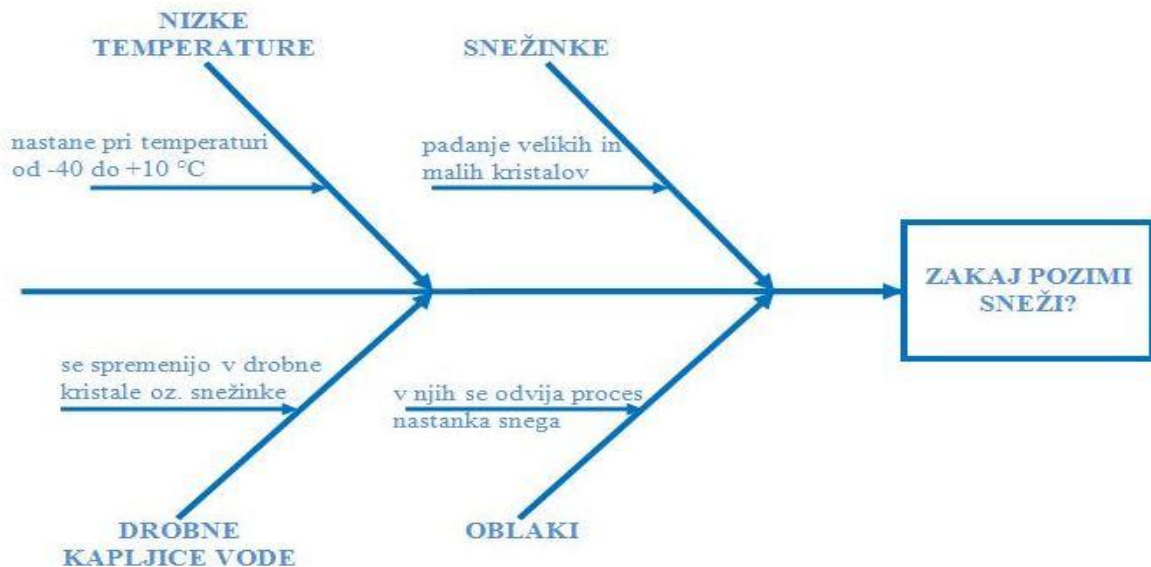 NIZKE
TEMPERATURE
SNEŽINKE
nastane pri temperaturi
od -40 do +10 °C
padanje velikih in
malih kristalov
ZAKAJ POZIMI
SNEŽI?
se spremenijo v drobne
kristale oz. snežinke
v njih se odvija proces
nastanka snega
DROBNE
KAPLJICE VODE
OBLAKI